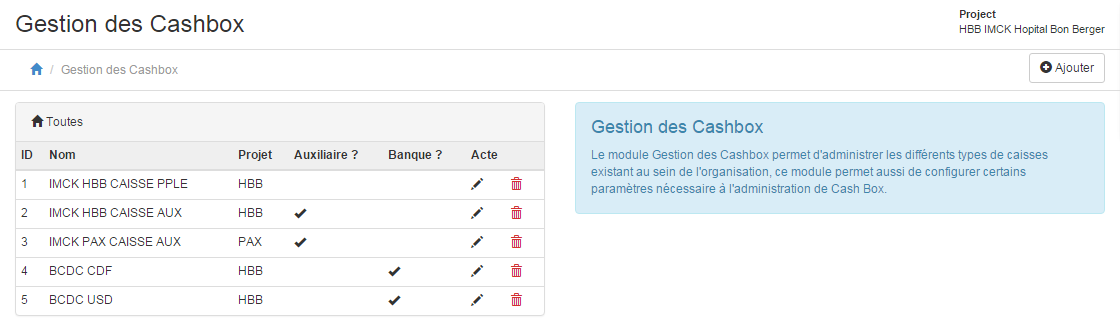 Gestion des Cashbox
Project
HBB IMCK Hopital Bon Berger
/ Gestion des Cashbox
Ajouter
Toutes
ID Nom Projet Auxiliaire ? Banque ? Acte
1 IMCK HBB CAISSE PPLE HBB
2 IMCK HBB CAISSE AUX HBB
3 IMCK PAX CAISSE AUX PAX
4 BCDC CDF HBB
5 BCDC USD HBB
Gestion des Cashbox
Le module Gestion des Cashbox permet d'administrer les différents types de caisses
existant au sein de l'organisation, ce module permet aussi de configurer certains
paramètres nécessaire à l'administration de Cash Box.